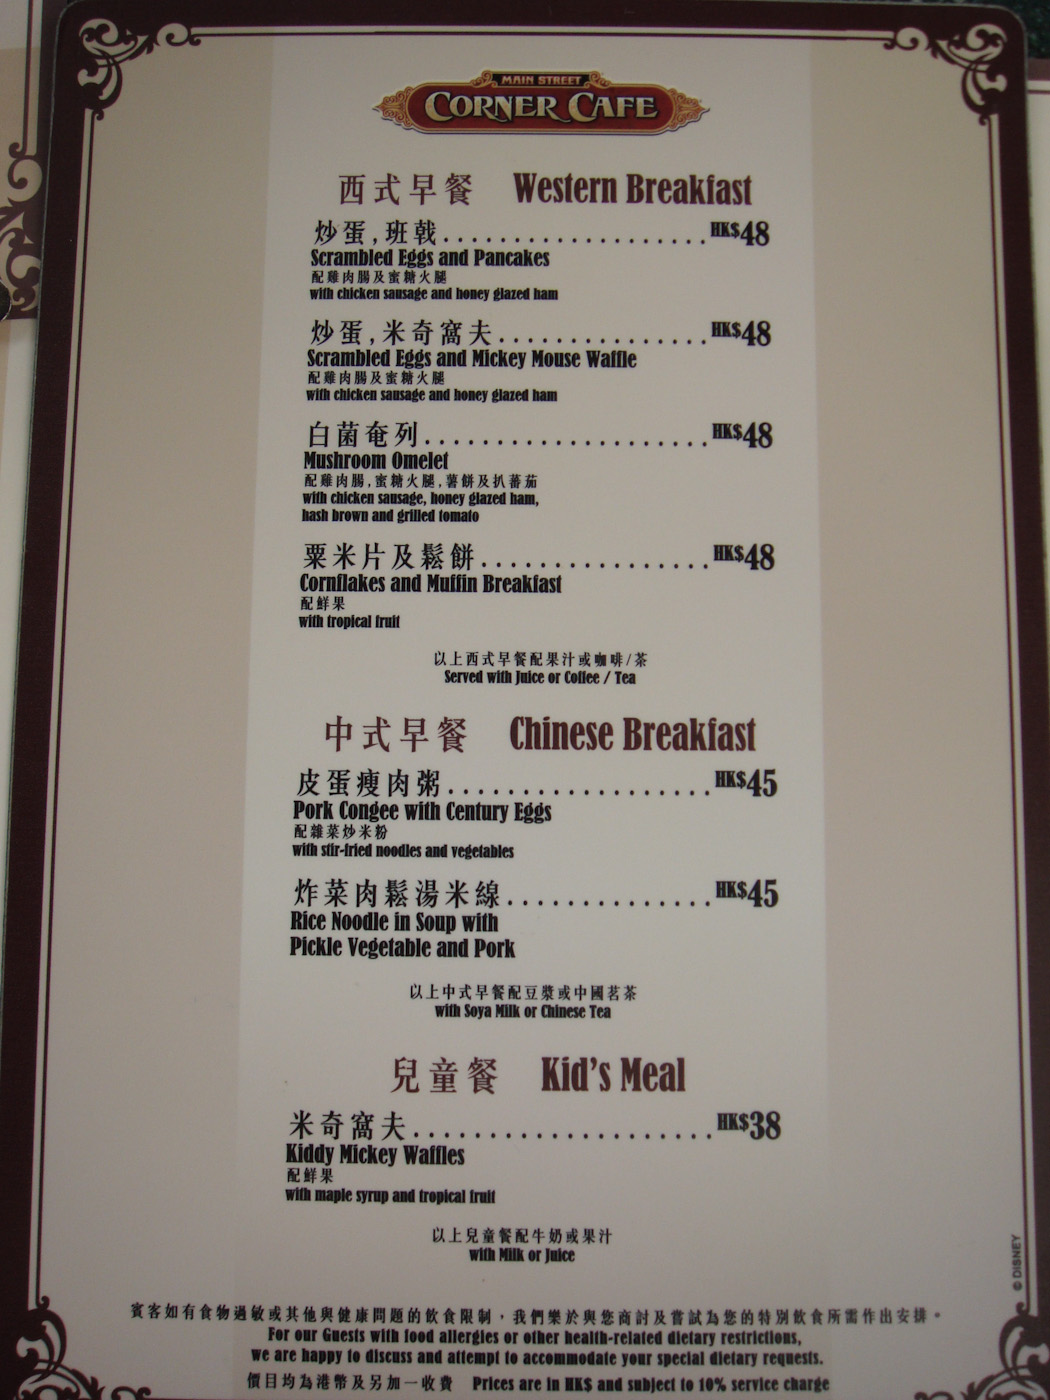 MAIN STREET
CORNER CAFE
西式早餐 Western Breakfast
炒蛋,班戟 HK$48
Scrambled Eggs and Pancakes
配雞肉腸及蜜糖火腿
with chicken sausage and honey glazed ham
炒蛋,米奇窩夫 HK$48
Scrambled Eggs and Mickey Mouse Waffle
配雞肉腸及蜜糖火腿
with chicken sausage and honey glazed ham
白菌奄列 HK$48
Mushroom Omelet
配雞肉腸,蜜糖火腿,薯餅及扒蕃茄
with chicken sausage, honey glazed ham,
hash brown and grilled tomato
粟米片及鬆餅 HK$48
Cornflakes and Muffin Breakfast
配鮮果
with tropical fruit
以上西式早餐配果汁或咖啡/茶
Served with Juice or Coffee / Tea
中式早餐 Chinese Breakfast
皮蛋瘦肉粥 HK$45
Pork Congee with Century Eggs
配雜菜炒米粉
with stir-fried noodles and vegetables
炸菜肉鬆湯米線 HK$45
Rice Noodle in Soup with
Pickle Vegetable and Pork
以上中式早餐配豆漿或中國茗茶
with Soya Milk or Chinese Tea
兒童餐 Kid's Meal
米奇窩夫 HK$38
Kiddy Mickey Waffles
配鮮果
with maple syrup and tropical fruit
以上兒童餐配牛奶或果汁
with Milk or Juice
© DISNEY
賓客如有食物過敏或其他與健康問題的飲食限制，我們樂於與您商討及嘗試為您的特別飲食所需作出安排。
For our Guests with food allergies or other health-related dietary restrictions,
we are happy to discuss and attempt to accommodate your special dietary requests.
價目均為港幣及另加一收費 Prices are in HK$ and subject to 10% service charge